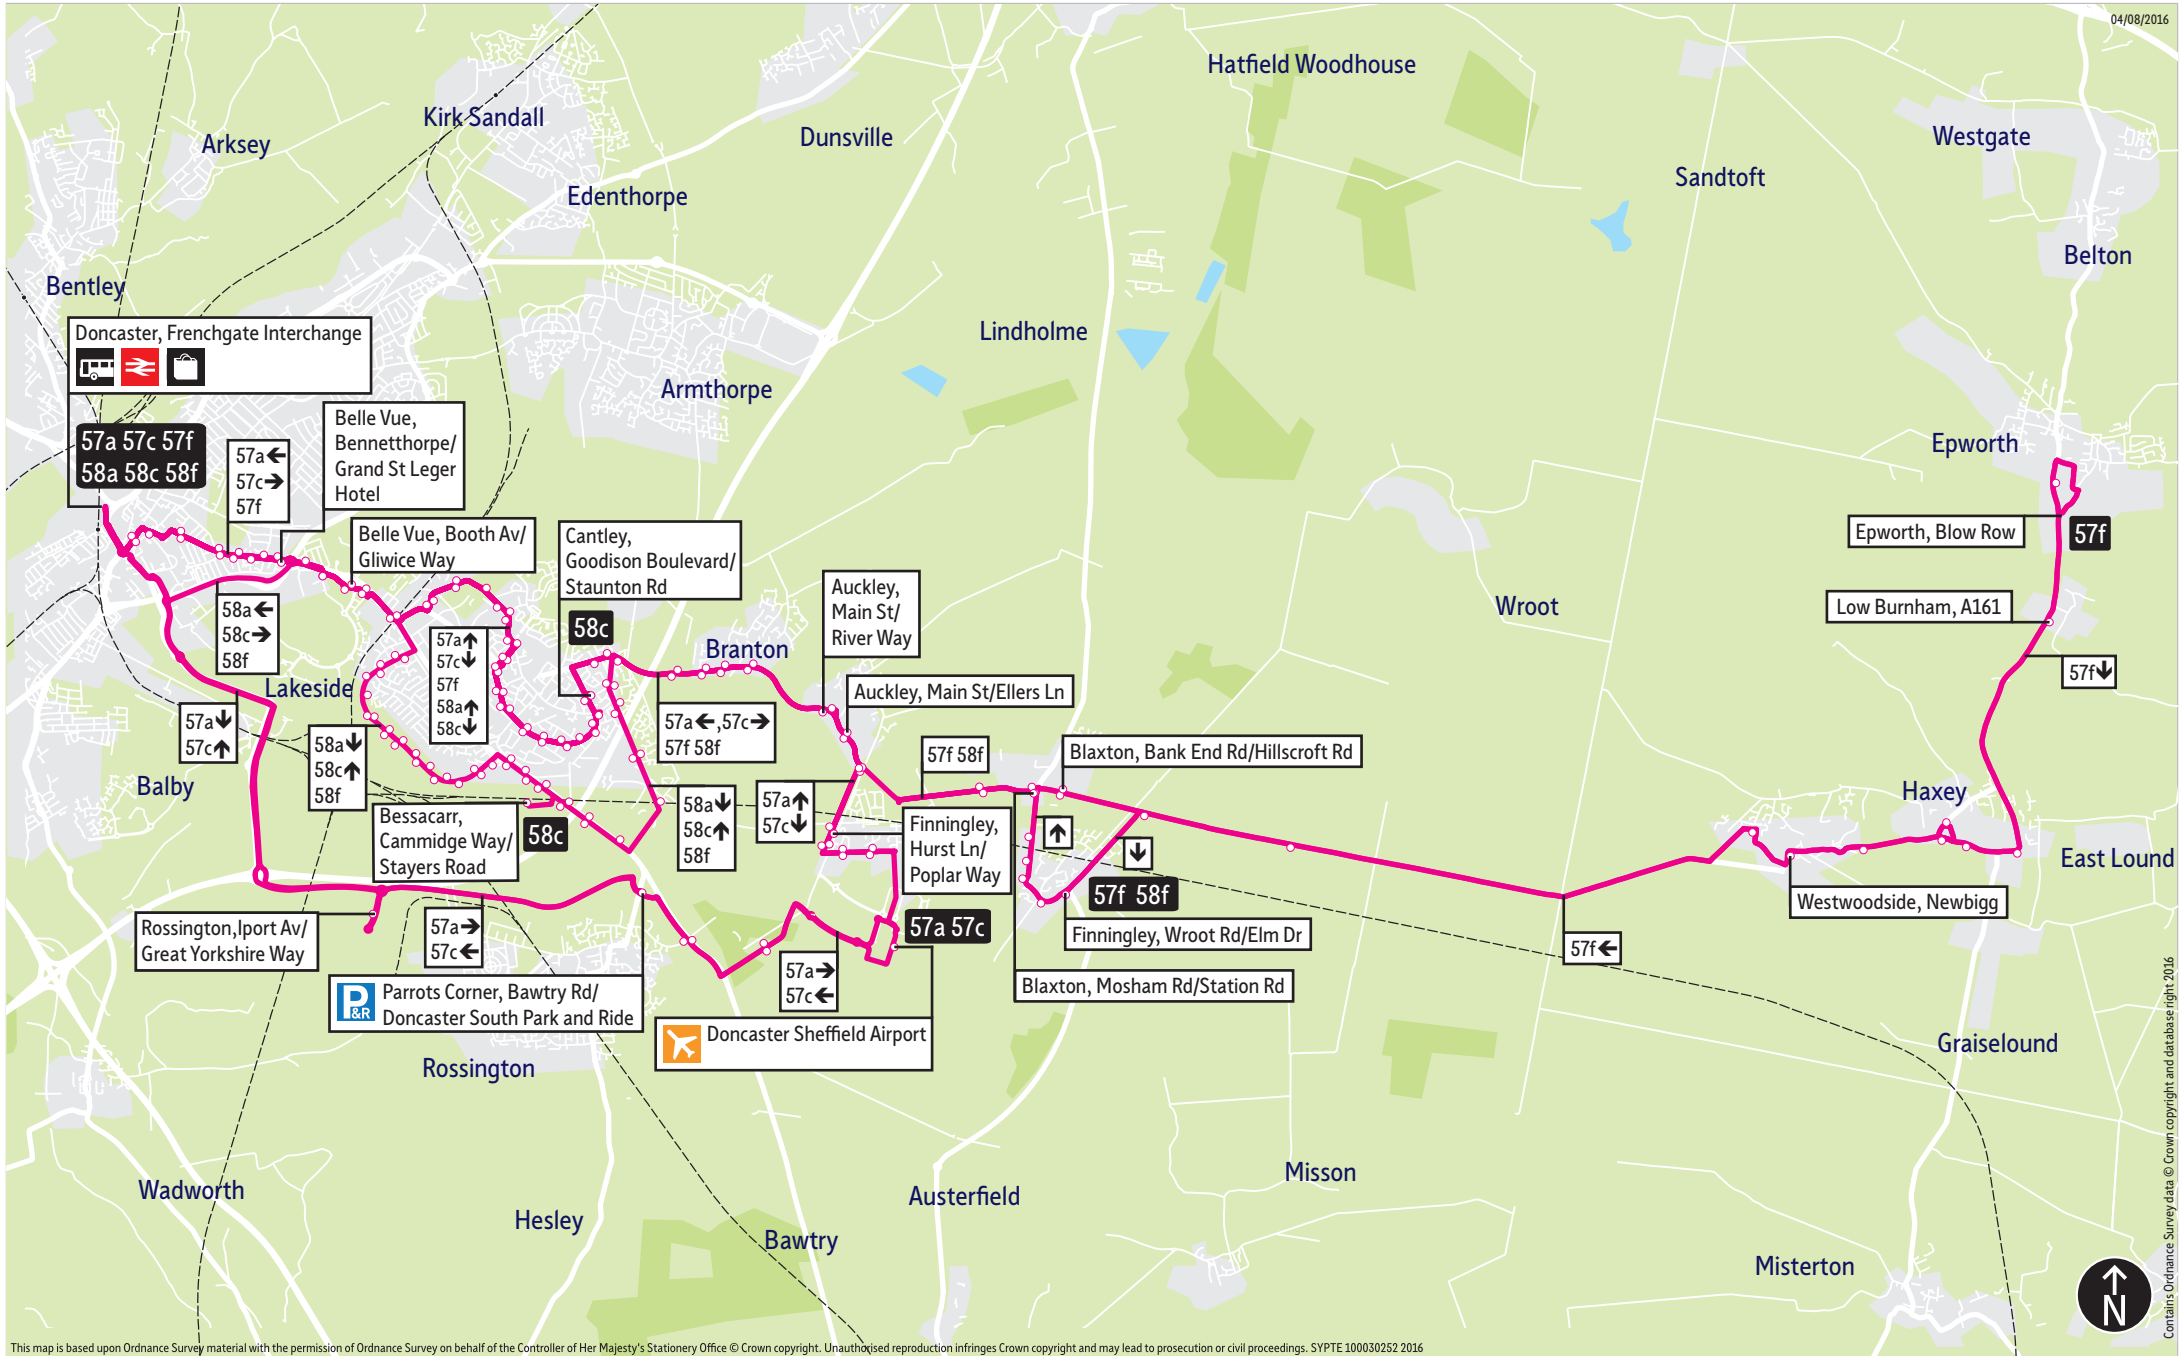 04/08/2016
Hatfield Woodhouse
Kirk Sandall
Arksey
Dunsville
Westgate
Sandtoft
Edenthorpe
Belton
Bentley
Doncaster, Frenchgate Interchange
Lindholme
Armthorpe
Belle Vue,
Bennetthorpe/
Grand St Leger
Hotel
57a 57c 57f
58a 58c 58f
57a←
57c→
57f
Epworth
Belle Vue, Booth Av/
Gliwice Way
Cantley,
Goodison Boulevard/
Staunton Rd
Epworth, Blow Row
57f
Auckley,
Main St/
River Way
58a←
58c→
58f
Wroot
Low Burnham, A161
58c
57a↑
57c↓
57f
58a↑
58c↓
Branton
57f↓
Lakeside
Auckley, Main St/Ellers Ln
57a↓
57c↑
57a←,57c→
57f 58f
58a↓
58c↑
58f
57f 58f
Blaxton, Bank End Rd/Hillscroft Rd
Balby
58a↓
58c↑
58f
57a↑
57c↓
Haxey
Bessacarr,
Cammidge Way/
Stayers Road
58c
Finningley,
Hurst Ln/
Poplar Way
↑
↓
East Lound
57f 58f
Westwoodside, Newbigg
Rossington,Iport Av/
Great Yorkshire Way
57a→
57c←
57a 57c
Finningley, Wroot Rd/Elm Dr
57f←
57a→
57c←
P
&R
Parrots Corner, Bawtry Rd/
Doncaster South Park and Ride
Blaxton, Mosham Rd/Station Rd
Doncaster Sheffield Airport
Graiselound
Rossington
Misson
Wadworth
Austerfield
Hesley
Bawtry
Misterton
N
Contains Ordnance Survey data © Crown copyright and database right 2016
This map is based upon Ordnance Survey material with the permission of Ordnance Survey on behalf of the Controller of Her Majesty's Stationery Office © Crown copyright. Unauthorised reproduction infringes Crown copyright and may lead to prosecution or civil proceedings. SYPTE 100030252 2016